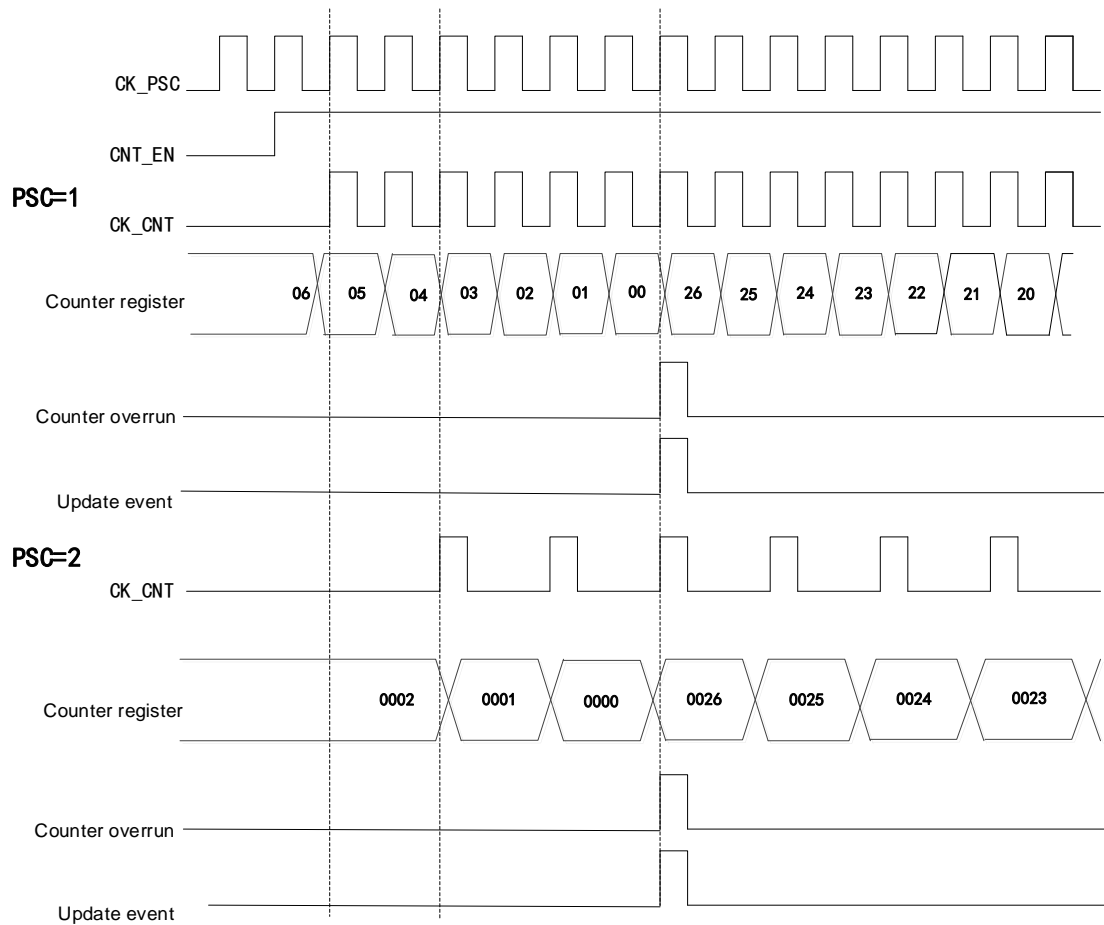 CK_PSC
CNT_EN
PSC=1
CK_CNT
Counter register 06 05 04 03 02 01 00 26 25 24 23 22 21 20
Counter overrun
Update event
PSC=2
CK_CNT
Counter register 0002 0001 0000 0026 0025 0024 0023
Counter overrun
Update event